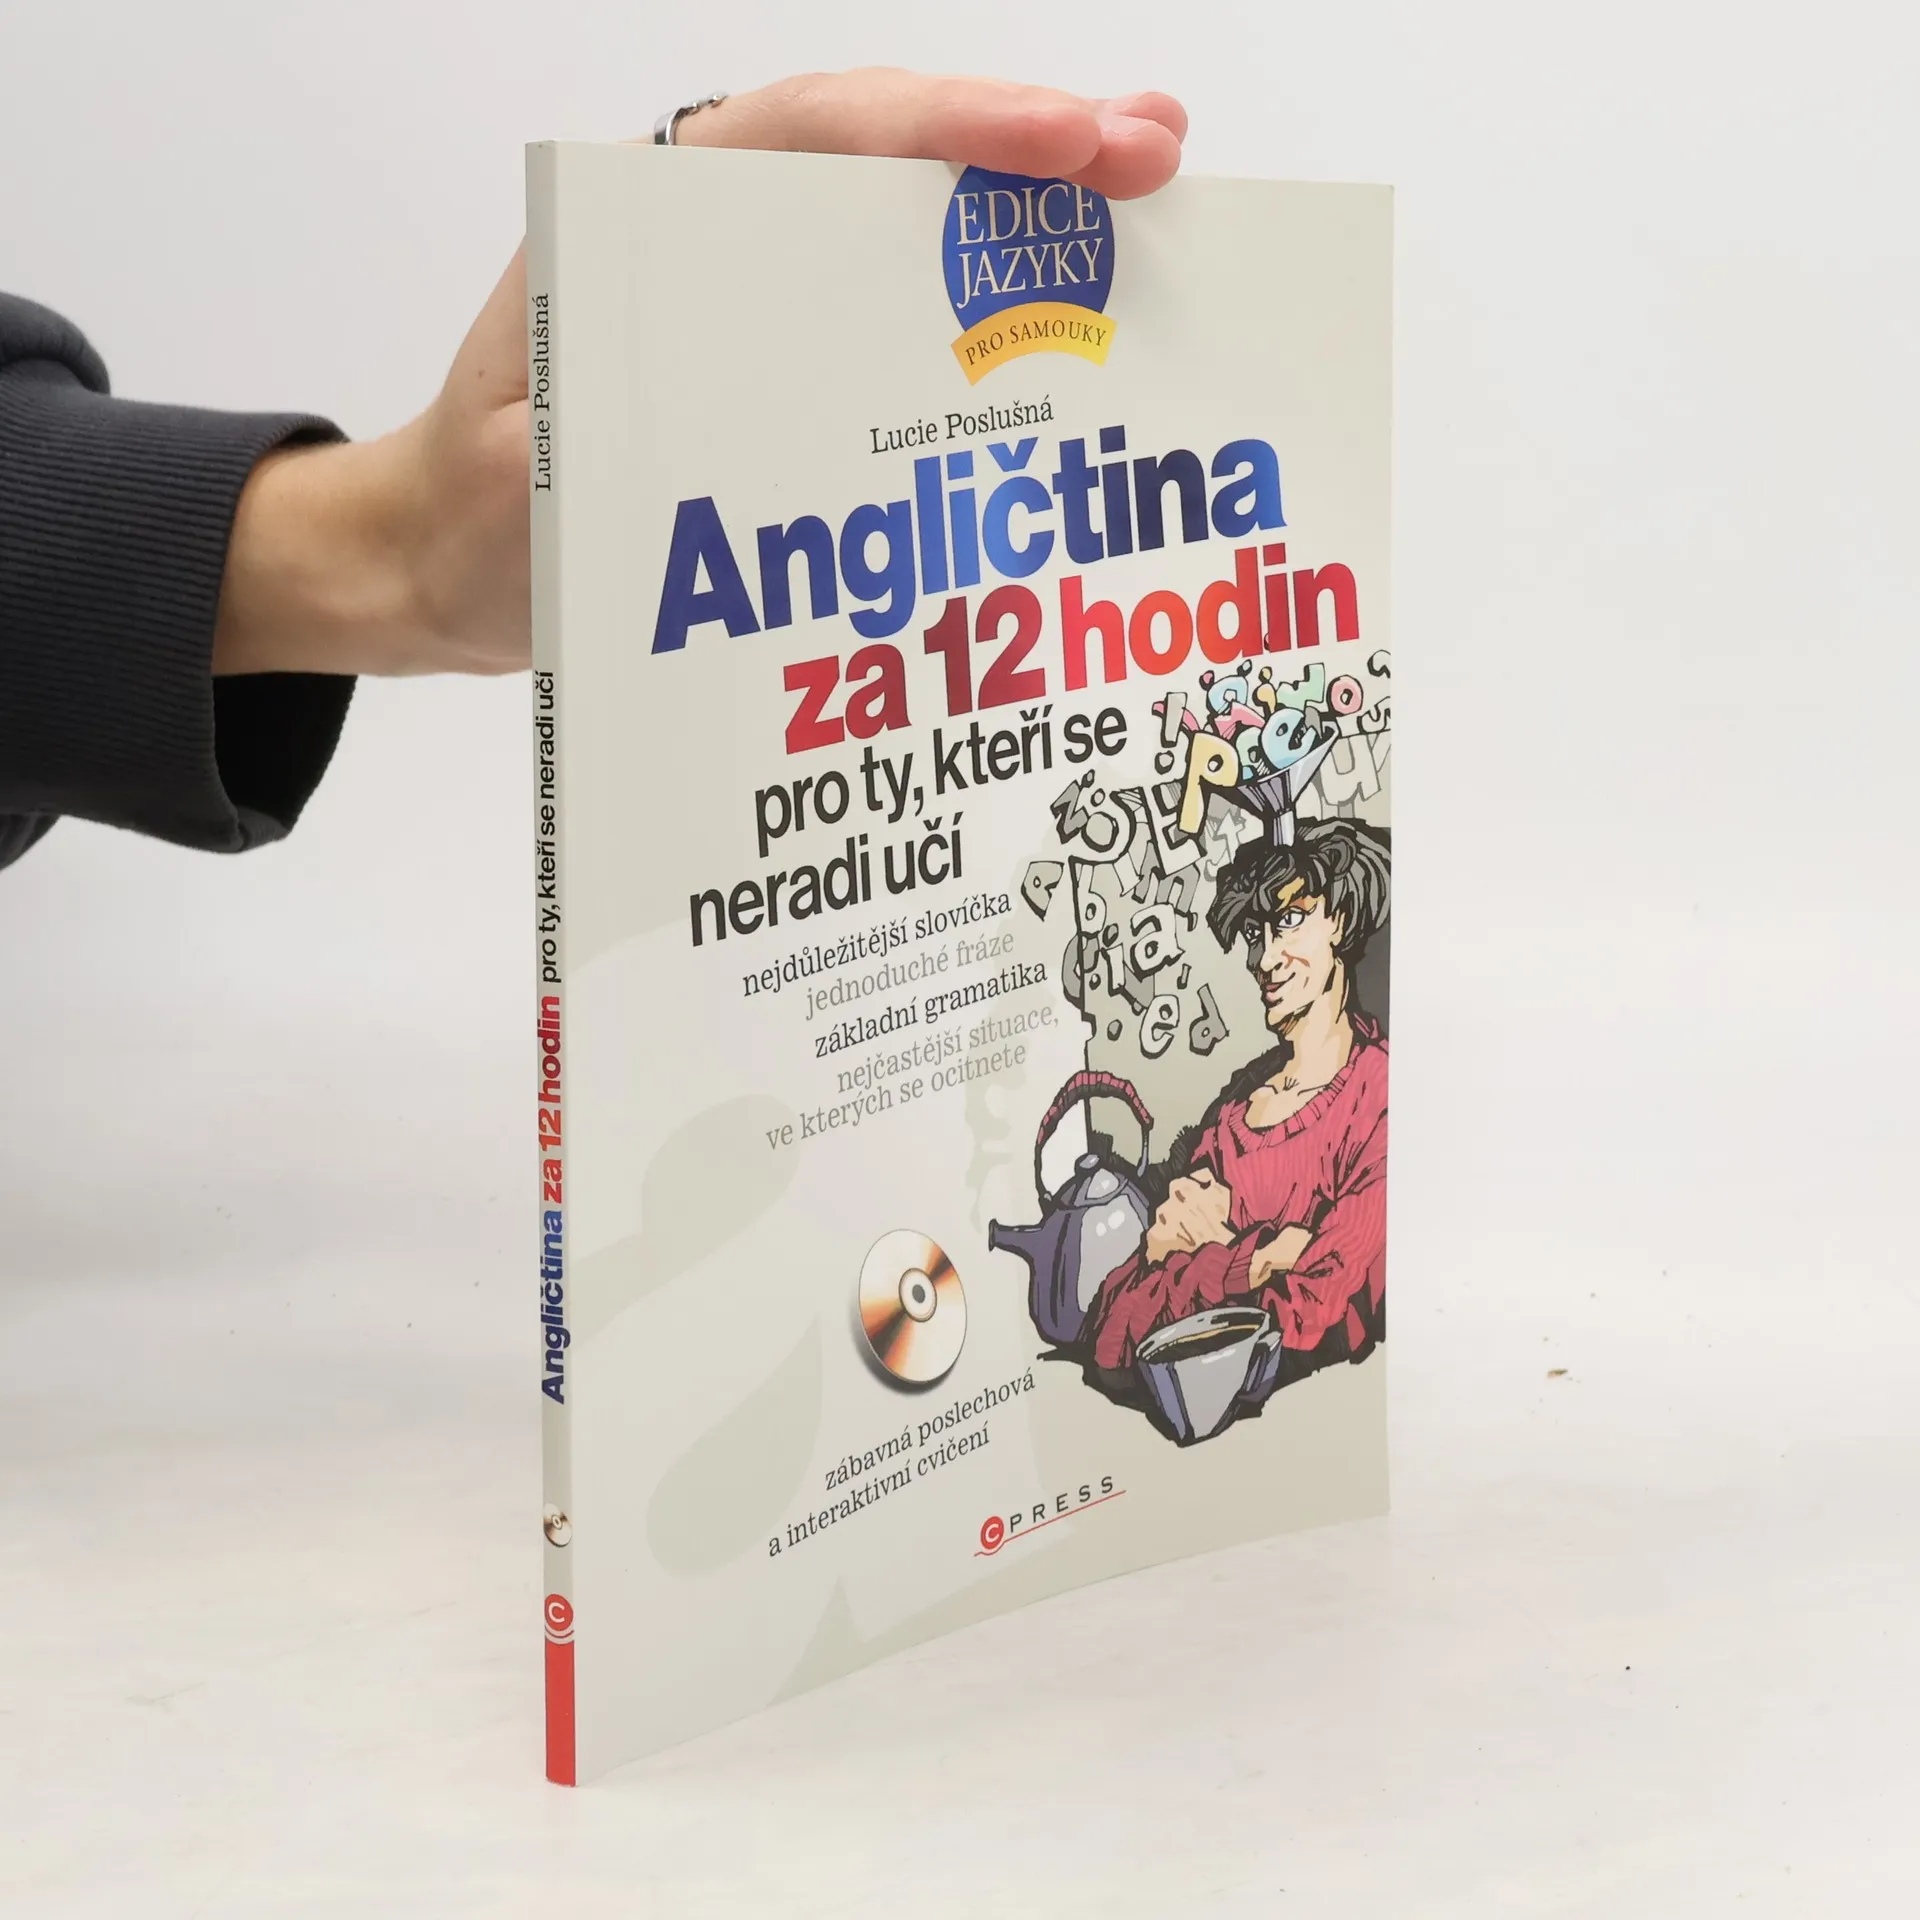 EDICE
JAZYKY
PRO SAMOUKY
Lucie Poslušná
Angličtina
za 12 hodin
pro ty, kteří se
neradi učí
nejdůležitější slovíčka
jednoduché fráze
základní gramatika
nejčastější situace,
ve kterých se ocitnete
zábavná poslechová
a interaktivní cvičení
CPRESS
Lucie Poslušná
Angličtina za 12 hodin pro ty, kteří se neradi učí
C